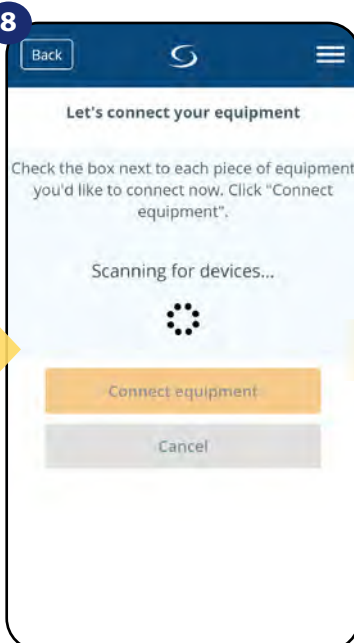 8
Back
Let's connect your equipment
Check the box next to each piece of equipment
you'd like to connect now. Click "Connect
equipment".
Scanning for devices...
Connect equipment
Cancel